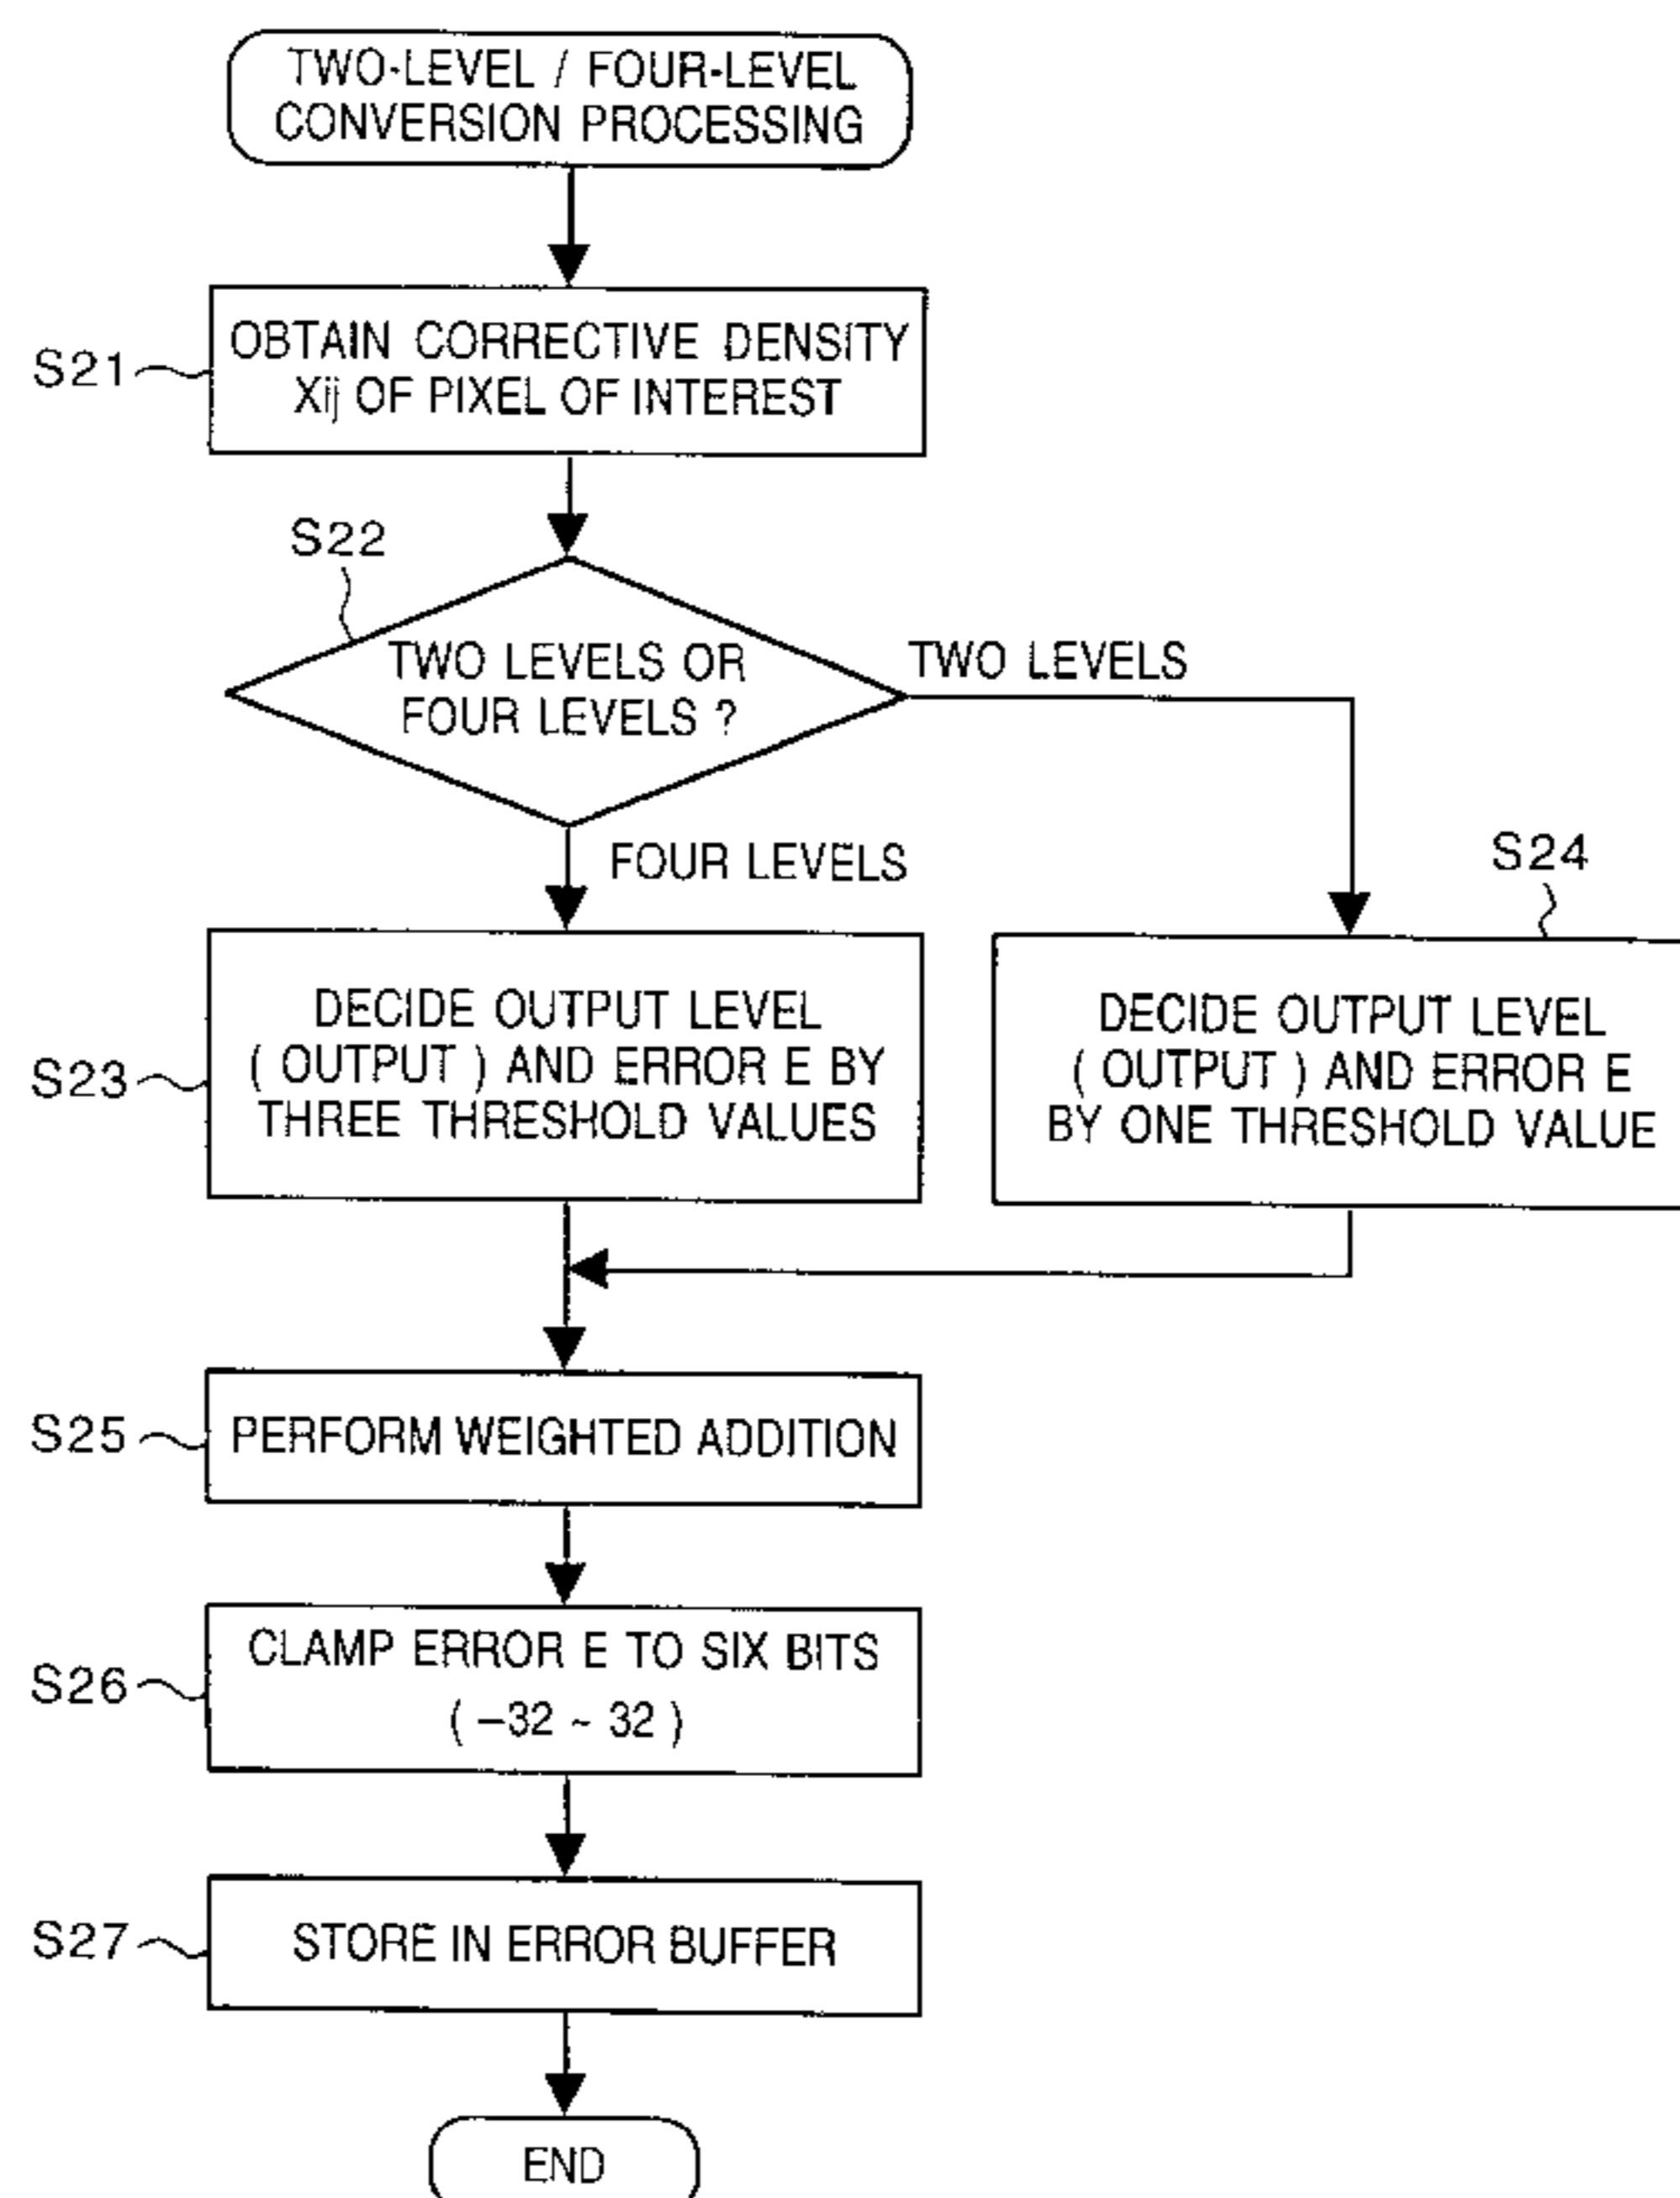 TWO-LEVEL / FOUR-LEVEL
CONVERSION PROCESSING
S21
OBTAIN CORRECTIVE DENSITY
Xij OF PIXEL OF INTEREST
S22
TWO LEVELS OR
FOUR LEVELS ?
TWO LEVELS
FOUR LEVELS
S23
DECIDE OUTPUT LEVEL
( OUTPUT ) AND ERROR E BY
THREE THRESHOLD VALUES
S24
DECIDE OUTPUT LEVEL
( OUTPUT ) AND ERROR E
BY ONE THRESHOLD VALUE
S25
PERFORM WEIGHTED ADDITION
S26
CLAMP ERROR E TO SIX BITS
( –32 ~ 32 )
S27
STORE IN ERROR BUFFER
END